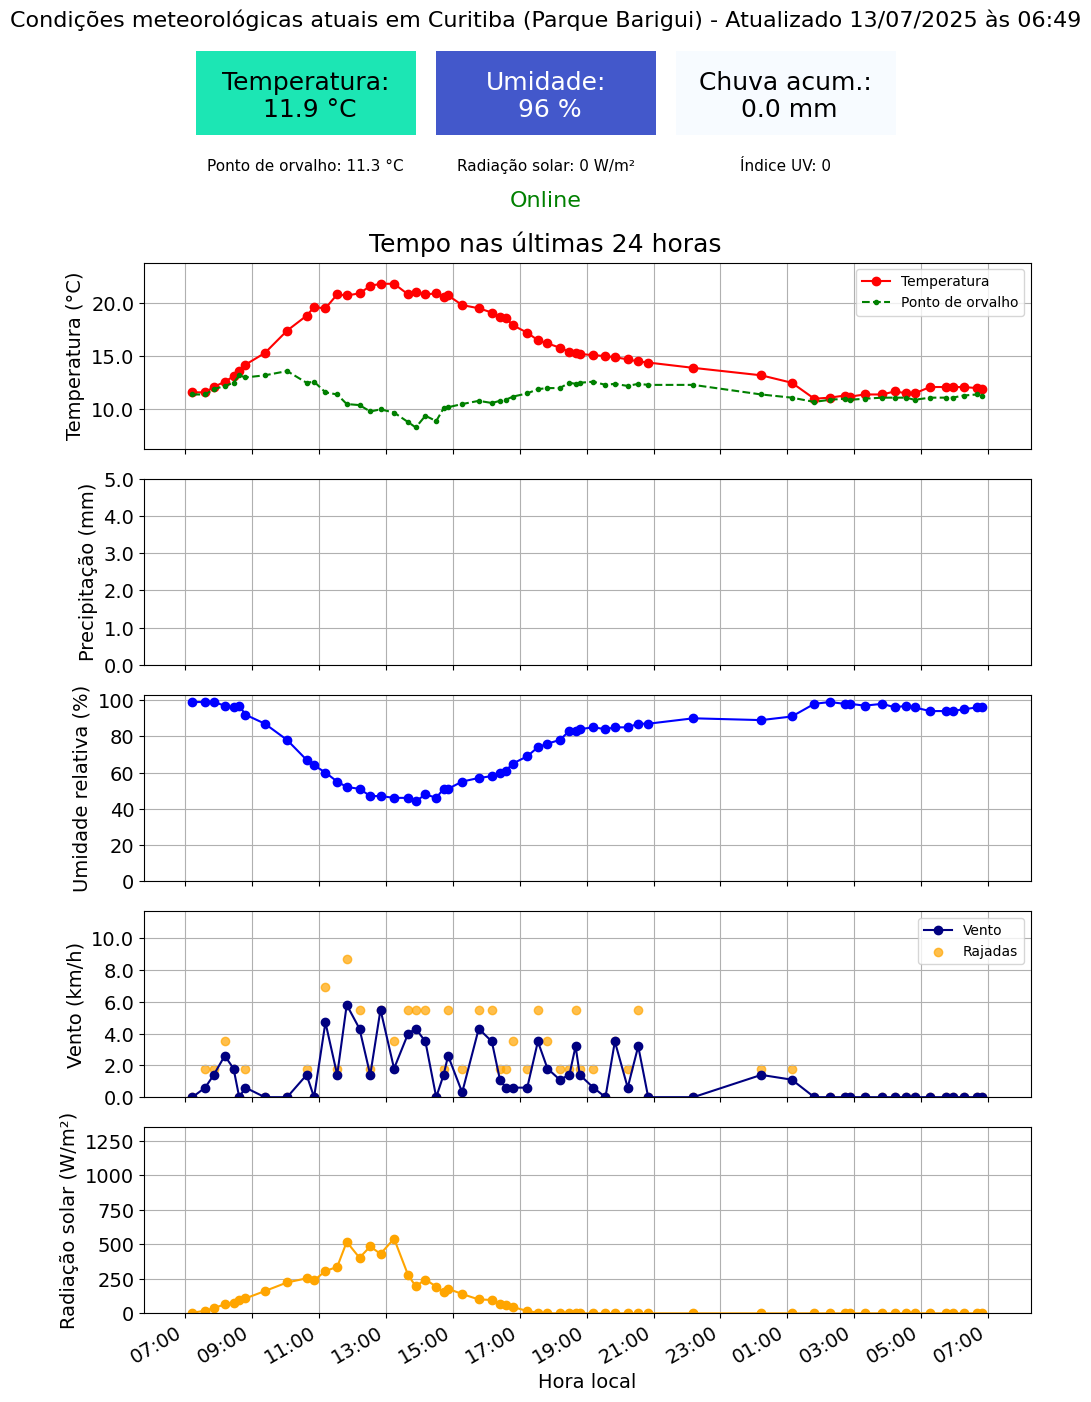 Condições meteorológicas atuais em Curitiba (Parque Barigui) - Atualizado 13/07/2025 às 06:49
Temperatura:
11.9 °C
Umidade:
96 %
Chuva acum.:
0.0 mm
Ponto de orvalho: 11.3 °C
Radiação solar: 0 W/m²
Índice UV: 0
Online
Tempo nas últimas 24 horas
Temperatura (°C)
20.0
15.0
10.0
Temperatura
Ponto de orvalho
Precipitação (mm)
5.0
4.0
3.0
2.0
1.0
0.0
Umidade relativa (%)
100
80
60
40
20
0
Vento (km/h)
10.0
8.0
6.0
4.0
2.0
0.0
Vento
Rajadas
Radiação solar (W/m²)
1250
1000
750
500
250
0
07:00
09:00
11:00
13:00
15:00
17:00
19:00
21:00
23:00
01:00
03:00
05:00
07:00
Hora local